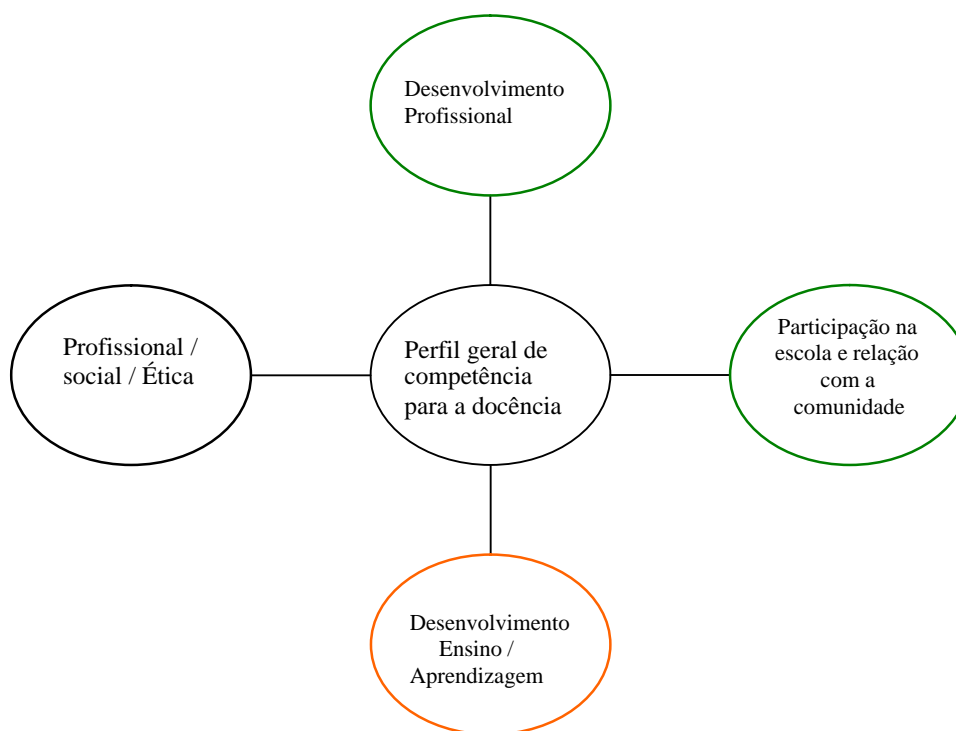 Desenvolvimento
Profissional
Profissional /
social / Ética
Perfil geral de
competência
para a docência
Participação na
escola e relação
com a
comunidade
Desenvolvimento
Ensino /
Aprendizagem